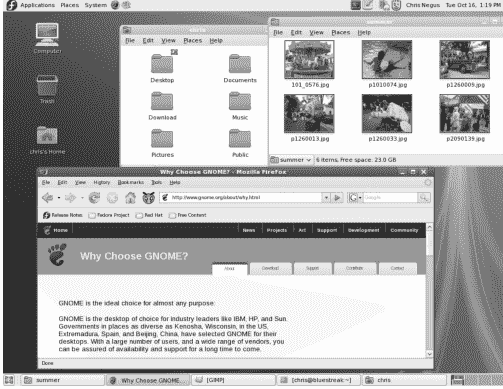 Applications Places System
Chris Negus Tue Oct 16, 1:19 PM
Computer
Trash
chris's Home
File Edit View Places Help
Desktop
Documents
Download
Music
Pictures
Public
File Edit View Places Help
101_0576.jpg
p1010074.jpg
p1260009.jpg
p1260013.jpg
p1260033.jpg
p2090139.jpg
summer
6 items, Free space: 23.0 GB
Why Choose GNOME? - Mozilla Firefox
File Edit View History Bookmarks Tools Help
http://www.gnome.org/about/why.html
Google
Release Notes Fedora Project Red Hat Free Content
Home
News Projects Art Support Development Community
Why Choose GNOME?
About Download Support Contribute Contact
GNOME is the ideal choice for almost any purpose:
GNOME is the desktop of choice for industry leaders like IBM, HP, and Sun.
Governments in places as diverse as Kenosha, Wisconsin, in the US,
Extremadura, Spain, and Beijing, China, have selected GNOME for their
desktops. With a large number of users, and a wide range of vendors, you
can be assured of availability and support for a long time to come.
Done
summer
Why Choose GNOME...
[GIMP]
[chris@bluestreak:~]
chris